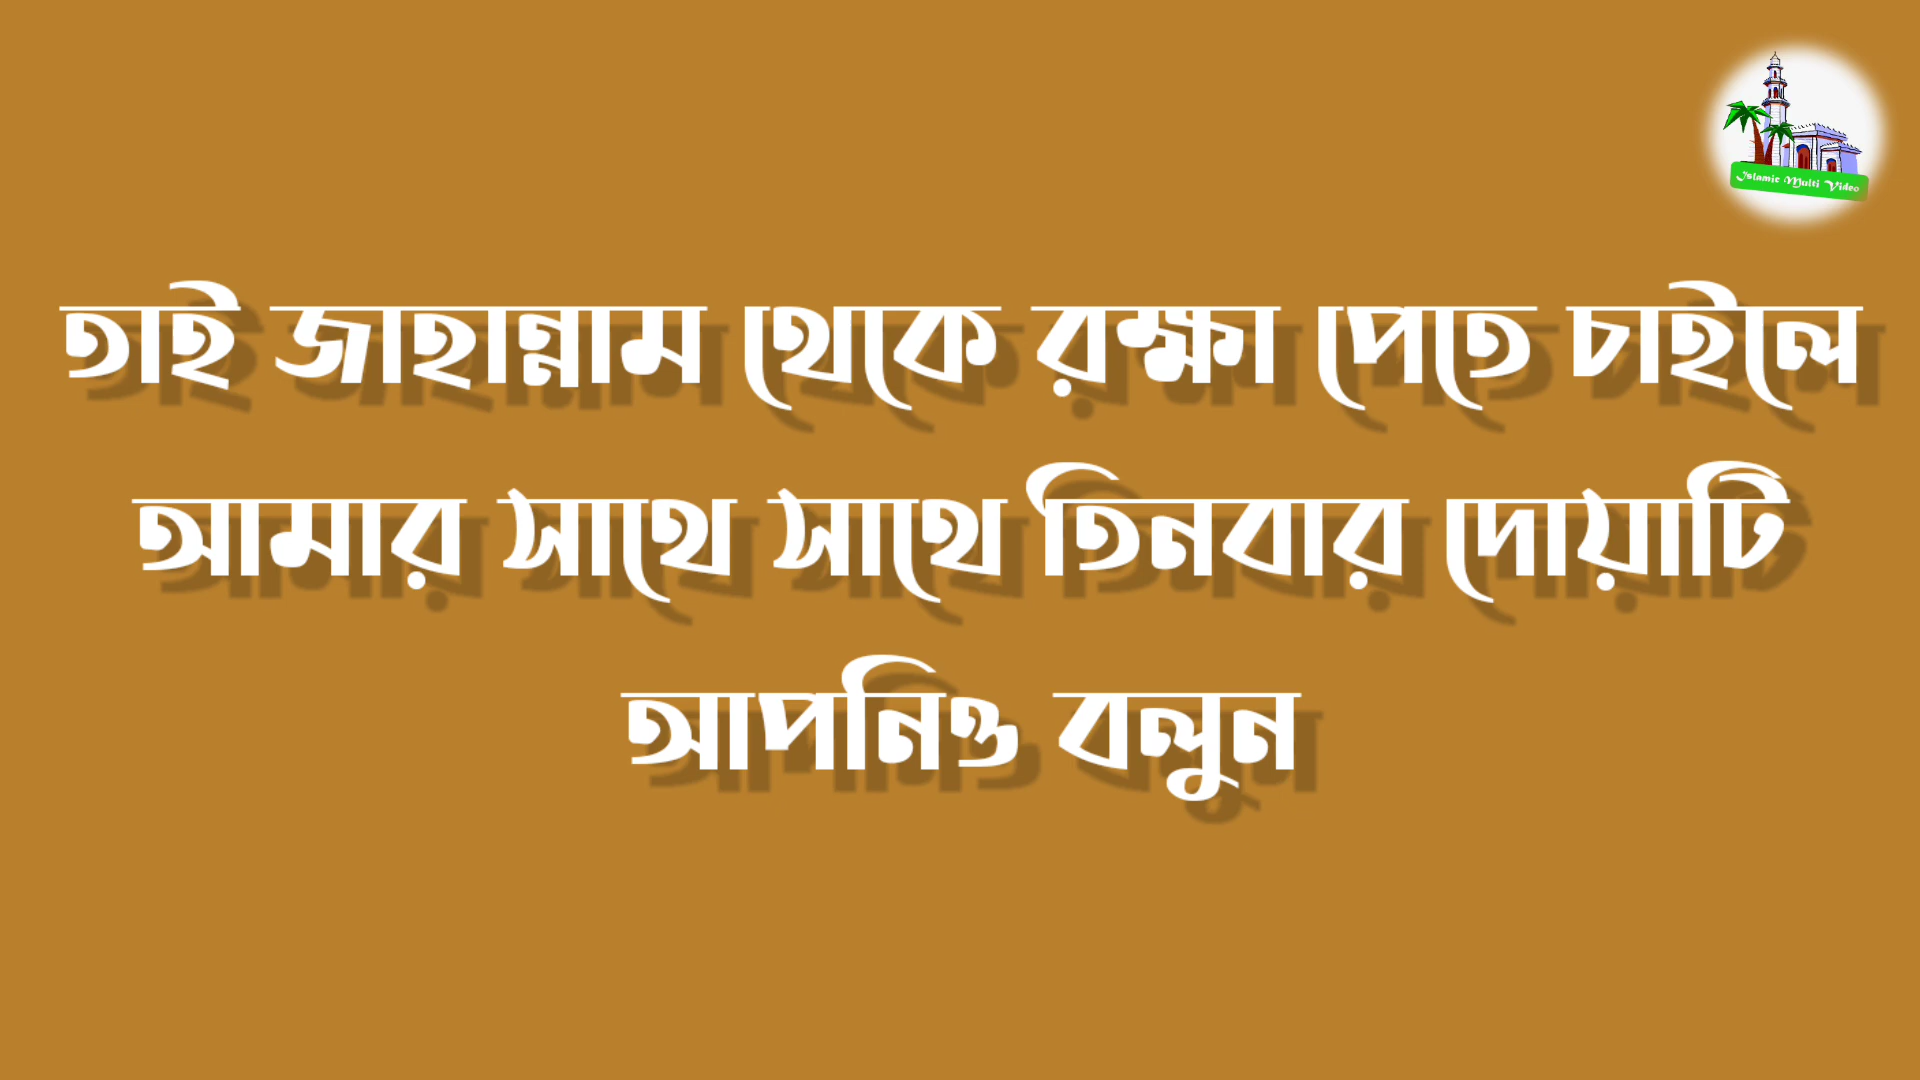 Islamic Multi Video
তাই জাহান্নাম থেকে রক্ষা পেতে চাইলে
আমার সাথে সাথে তিনবার দোয়াটি
আপনিও বলুন